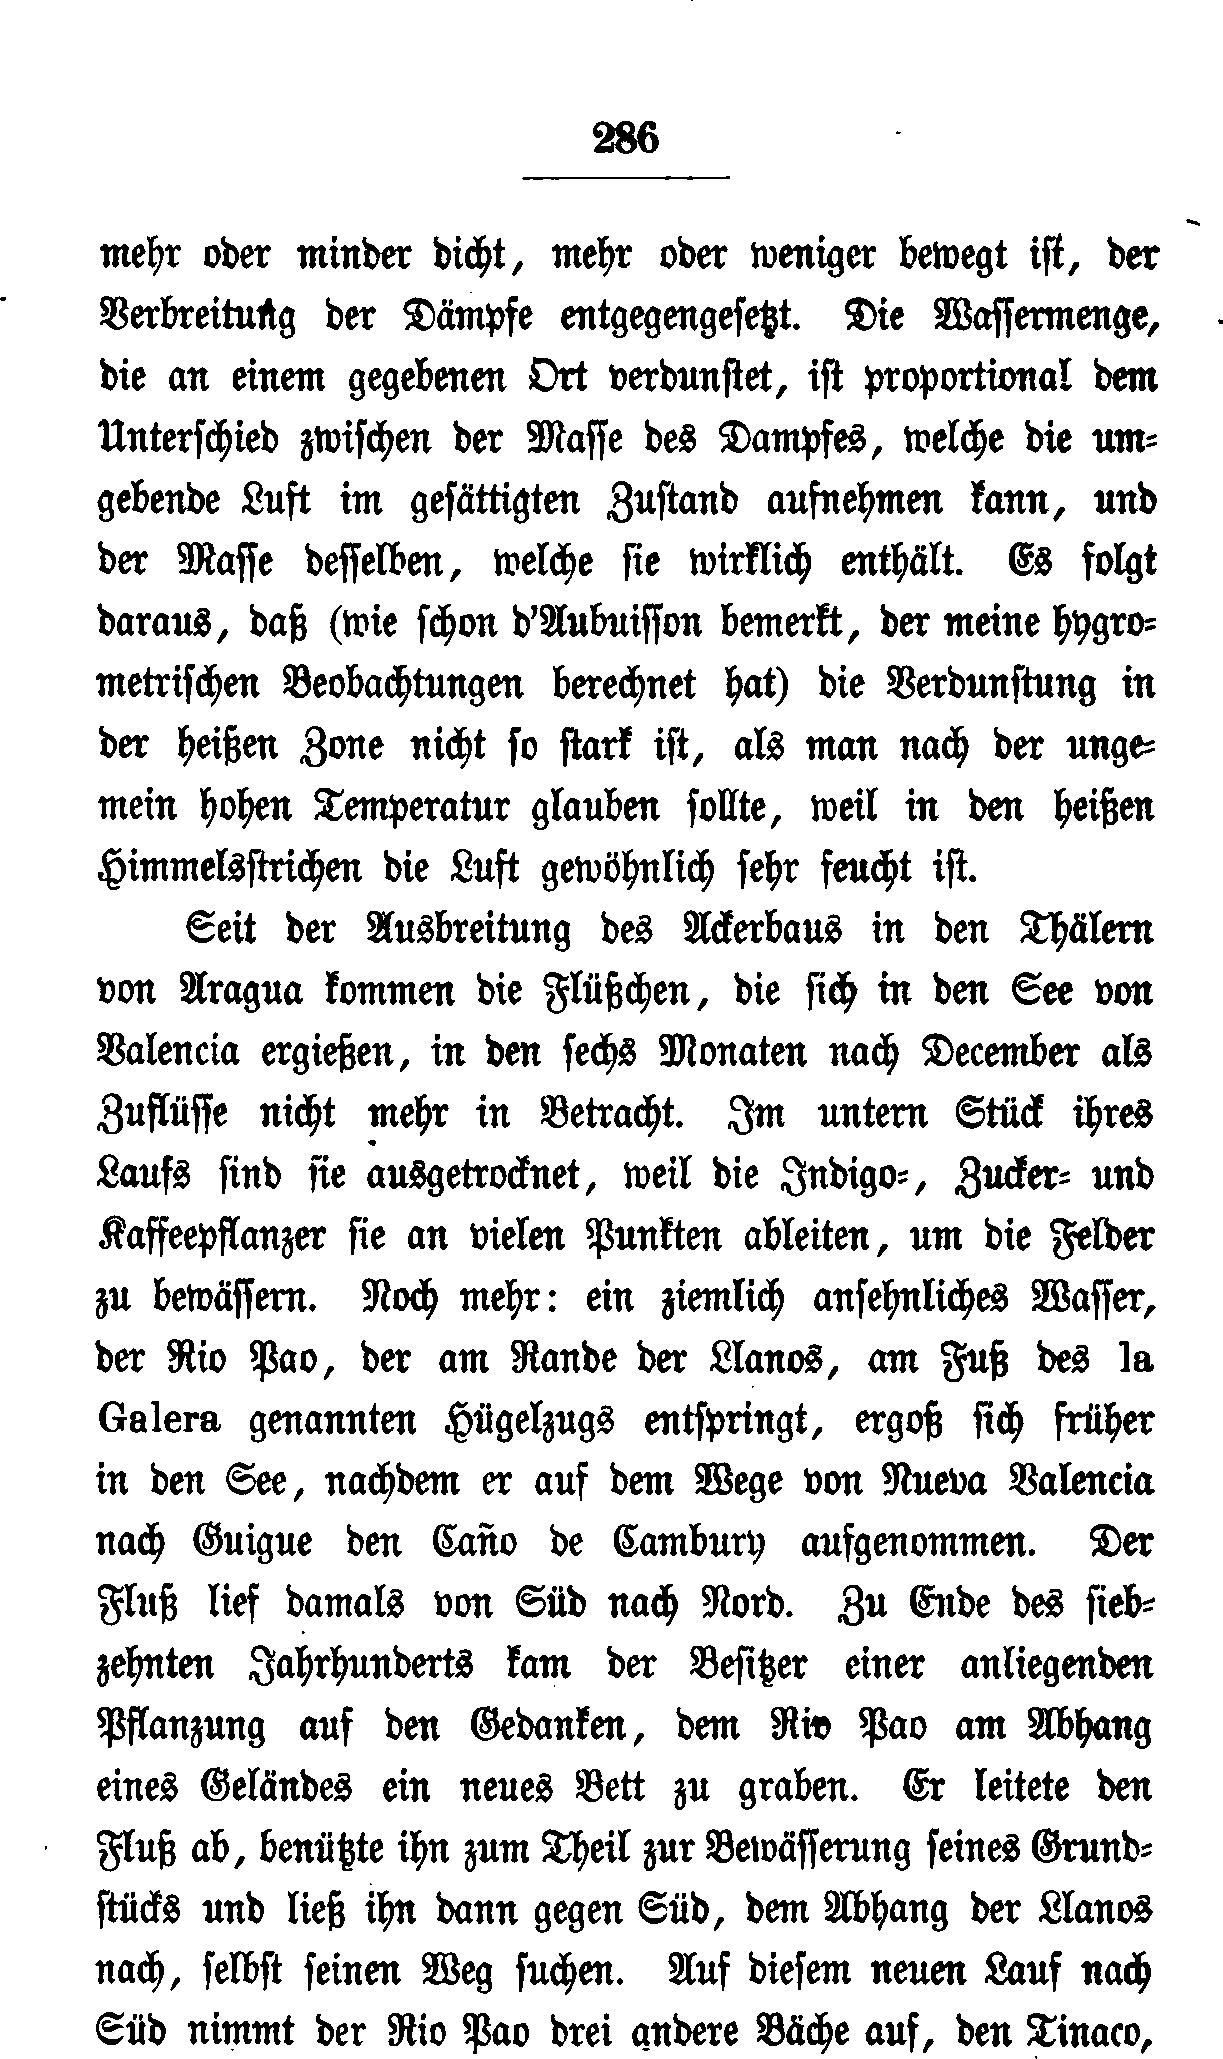 286
mehr oder minder dicht, mehr oder weniger bewegt ist, der
Verbreitung der Dämpfe entgegengesetzt. Die Wassermenge,
die an einem gegebenen Ort verdunstet, ist proportional dem
Unterschied zwischen der Masse des Dampfes, welche die um-
gebende Luft im gesättigten Zustand aufnehmen kann, und
der Masse desselben, welche sie wirklich enthält. Es folgt
daraus, daß (wie schon d'Aubuisson bemerkt, der meine hygro-
metrischen Beobachtungen berechnet hat) die Verdunstung in
der heißen Zone nicht so stark ist, als man nach der unge-
mein hohen Temperatur glauben sollte, weil in den heißen
Himmelsstrichen die Luft gewöhnlich sehr feucht ist.
Seit der Ausbreitung des Ackerbaus in den Thälern
von Aragua kommen die Flüßchen, die sich in den See von
Valencia ergießen, in den sechs Monaten nach December als
Zuflüsse nicht mehr in Betracht. Im untern Stück ihres
Laufs sind sie ausgetrocknet, weil die Indigo-, Zucker- und
Kaffeepflanzer sie an vielen Punkten ableiten, um die Felder
zu bewässern. Noch mehr: ein ziemlich ansehnliches Wasser,
der Rio Pao, der am Rande der Llanos, am Fuß des la
Galera genannten Hügelzugs entspringt, ergoß sich früher
in den See, nachdem er auf dem Wege von Nueva Valencia
nach Guigue den Caño de Cambury aufgenommen. Der
Fluß lief damals von Süd nach Nord. Zu Ende des sieb-
zehnten Jahrhunderts kam der Besitzer einer anliegenden
Pflanzung auf den Gedanken, dem Rio Pao am Abhang
eines Geländes ein neues Bett zu graben. Er leitete den
Fluß ab, benützte ihn zum Theil zur Bewässerung seines Grund-
stücks und ließ ihn dann gegen Süd, dem Abhang der Llanos
nach, selbst seinen Weg suchen. Auf diesem neuen Lauf nach
Süd nimmt der Rio Pao drei andere Bäche auf, den Tinaco,